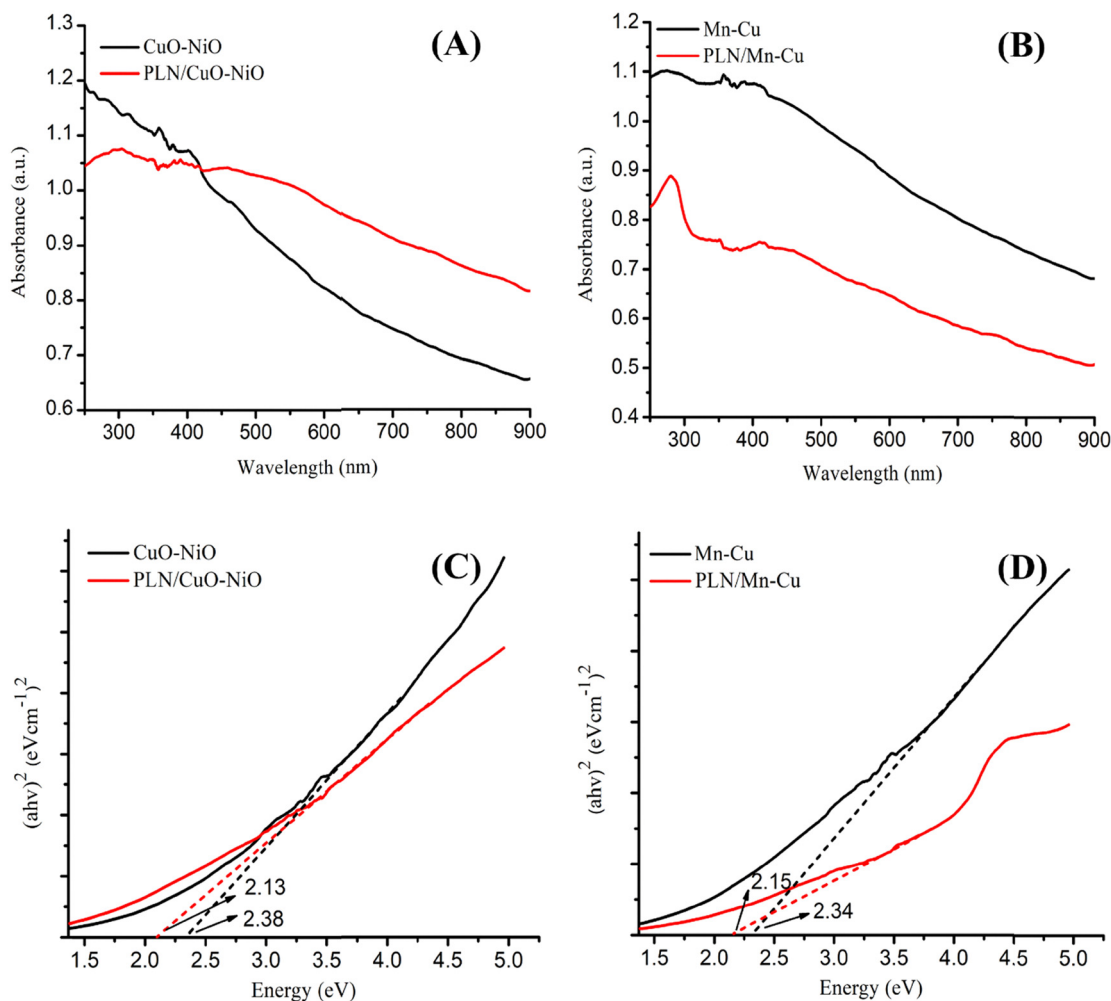 CuO-NiO
PLN/CuO-NiO
(A)
1.3
1.2
1.1
1.0
0.9
0.8
0.7
0.6
Absorbance (a.u.)
300 400 500 600 700 800 900
Wavelength (nm)
Mn-Cu
PLN/Mn-Cu
(B)
1.2
1.1
1.0
0.9
0.8
0.7
0.6
0.5
0.4
Absorbance (a.u.)
300 400 500 600 700 800 900
Wavelength (nm)
CuO-NiO
PLN/CuO-NiO
(C)
(ahv)² (eVcm⁻¹)²
2.13
2.38
1.5 2.0 2.5 3.0 3.5 4.0 4.5 5.0
Energy (eV)
Mn-Cu
PLN/Mn-Cu
(D)
(ahv)² (eVcm⁻¹)²
2.15
2.34
1.5 2.0 2.5 3.0 3.5 4.0 4.5 5.0
Energy (eV)